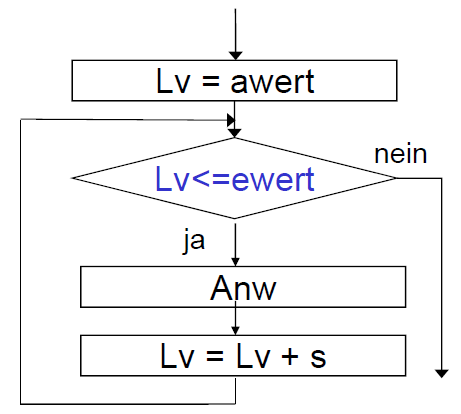 Lv = awert
nein
Lv<=ewert
ja
Anw
Lv = Lv + s